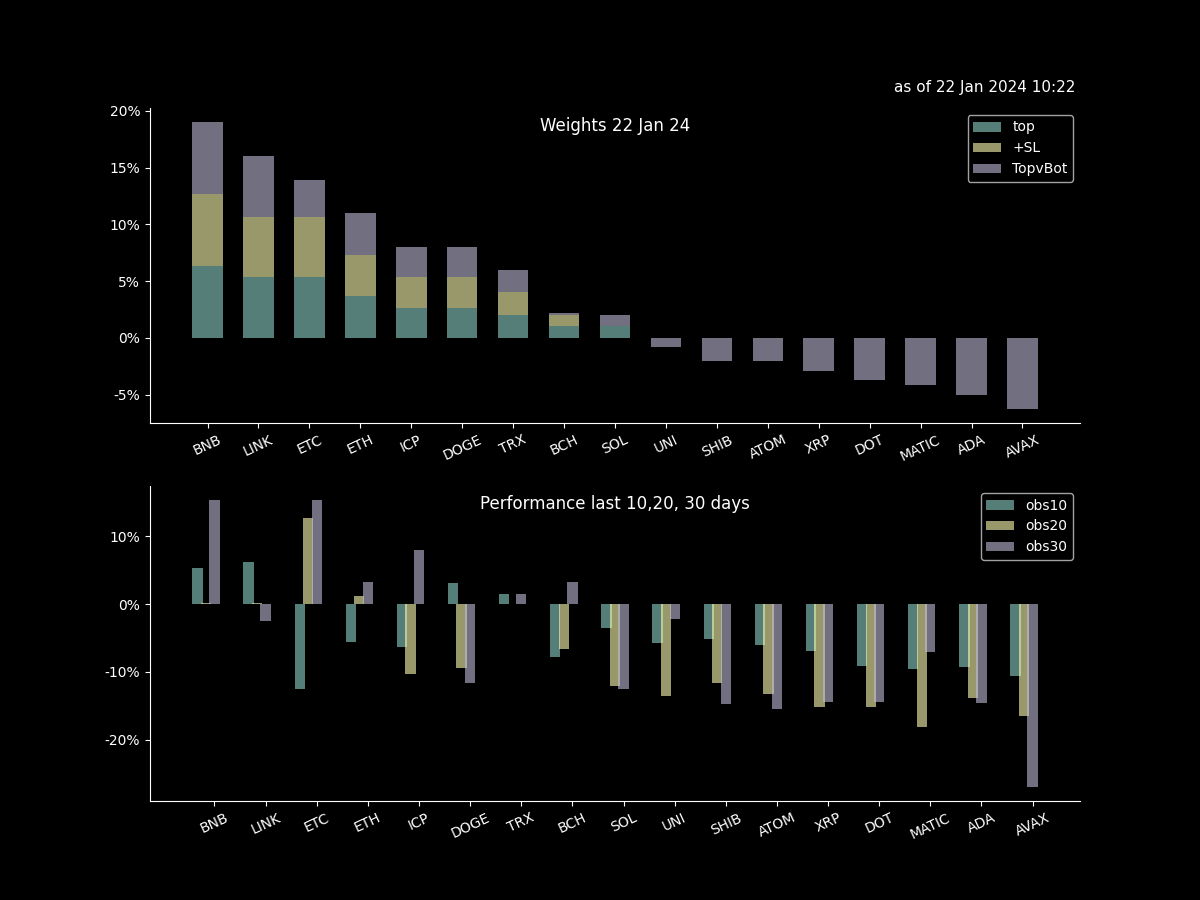 as of 22 Jan 2024 10:22
Weights 22 Jan 24
top
+SL
TopvBot
20%
15%
10%
5%
0%
-5%
BNB LINK ETC ETH ICP DOGE TRX BCH SOL UNI SHIB ATOM XRP DOT MATIC ADA AVAX
Performance last 10,20, 30 days
obs10
obs20
obs30
10%
0%
-10%
-20%
BNB LINK ETC ETH ICP DOGE TRX BCH SOL UNI SHIB ATOM XRP DOT MATIC ADA AVAX